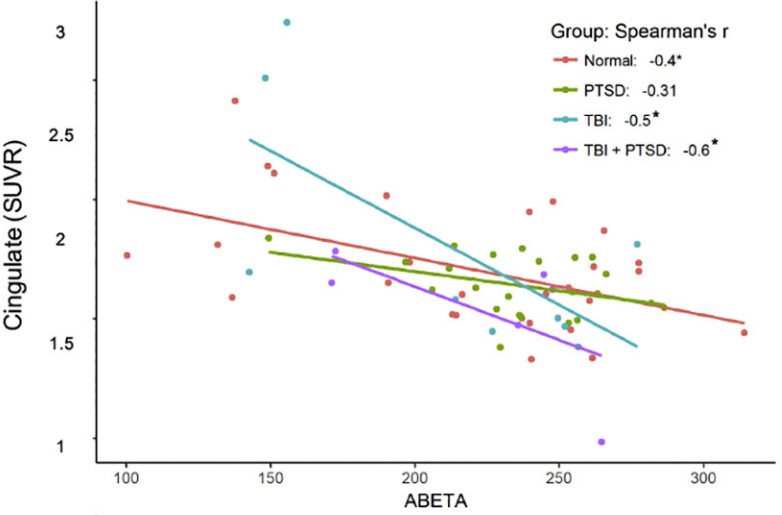 Group: Spearman's r
Normal: -0.4*
PTSD: -0.31
TBI: -0.5*
TBI + PTSD: -0.6*
3
2.5
2
1.5
1
Cingulate (SUVR)
100 150 200 250 300
ABETA